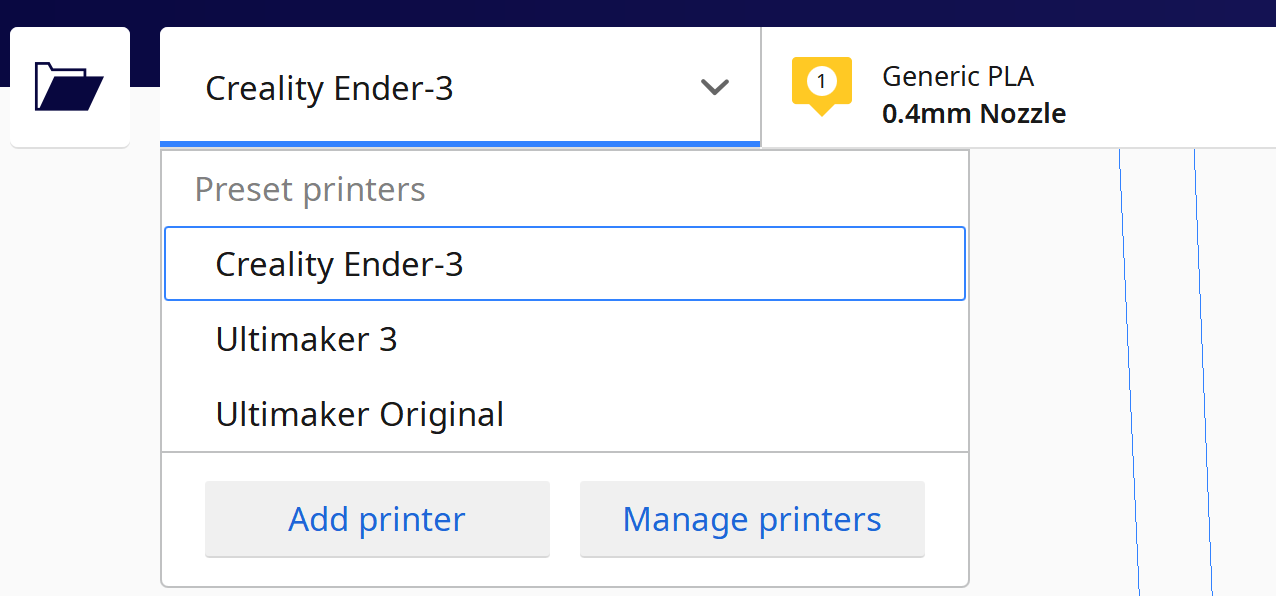 Creality Ender-3
1
Generic PLA
0.4mm Nozzle
Preset printers
Creality Ender-3
Ultimaker 3
Ultimaker Original
Add printer
Manage printers